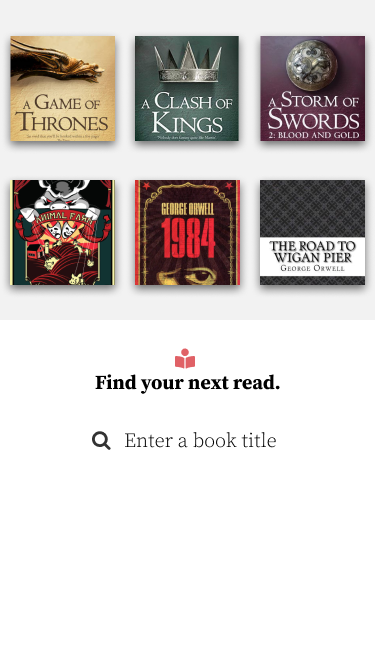 A GAME OF
THRONES
A CLASH OF
KINGS
A STORM OF
SWORDS
2: BLOOD AND GOLD
ANIMAL FARM
GEORGE ORWELL
1984
THE ROAD TO
WIGAN PIER
GEORGE ORWELL
Find your next read.
Enter a book title